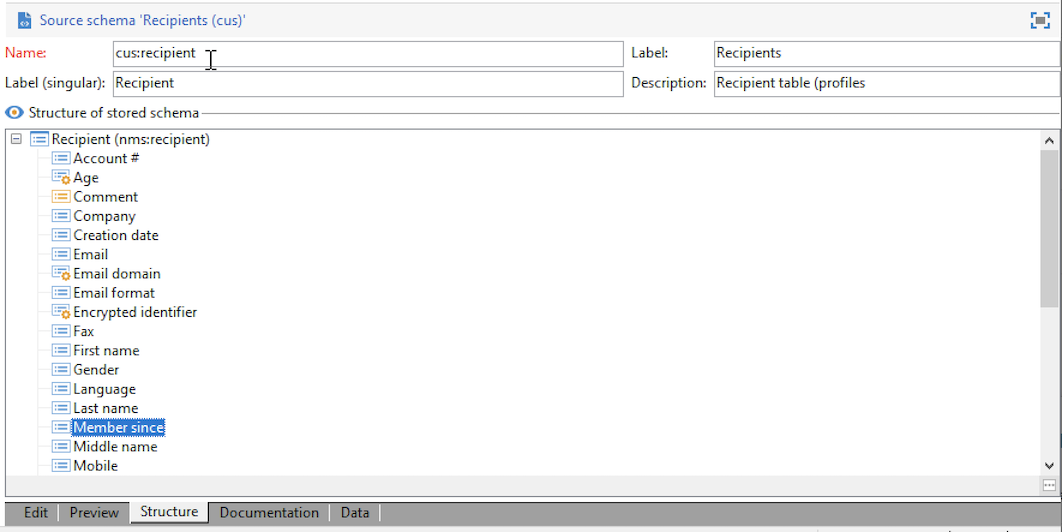 Source schema 'Recipients (cus)'
Name: cus:recipient Label: Recipients
Label (singular): Recipient Description: Recipient table (profiles
Structure of stored schema
Recipient (nms:recipient)
Account #
Age
Comment
Company
Creation date
Email
Email domain
Email format
Encrypted identifier
Fax
First name
Gender
Language
Last name
Member since
Middle name
Mobile
Edit Preview Structure Documentation Data